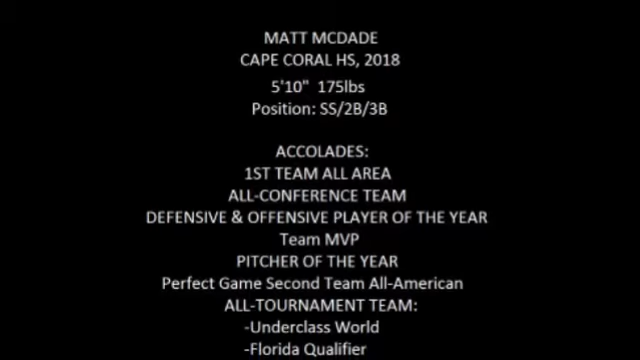 MATT MCDADE
CAPE CORAL HS, 2018
5'10" 175lbs
Position: SS/2B/3B
ACCOLADES:
1ST TEAM ALL AREA
ALL-CONFERENCE TEAM
DEFENSIVE & OFFENSIVE PLAYER OF THE YEAR
Team MVP
PITCHER OF THE YEAR
Perfect Game Second Team All-American
ALL-TOURNAMENT TEAM:
-Underclass World
-Florida Qualifier